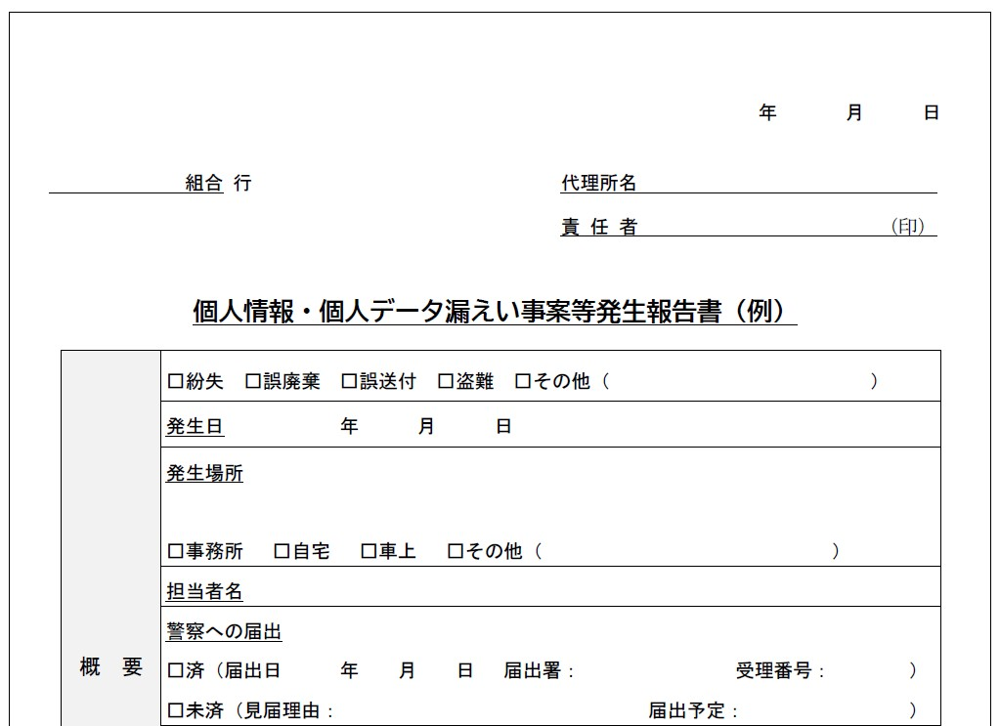 年　月　日
組合 行　代理所名
責 任 者　（印）
個人情報・個人データ漏えい事案等発生報告書（例）
□紛失　□誤廃棄　□誤送付　□盗難　□その他（　）
発生日　年　月　日
発生場所
□事務所　□自宅　□車上　□その他（　）
担当者名
警察への届出
概　要
□済（届出日　年　月　日　届出署：　受理番号：　）
□未済（見届理由：　届出予定：　）